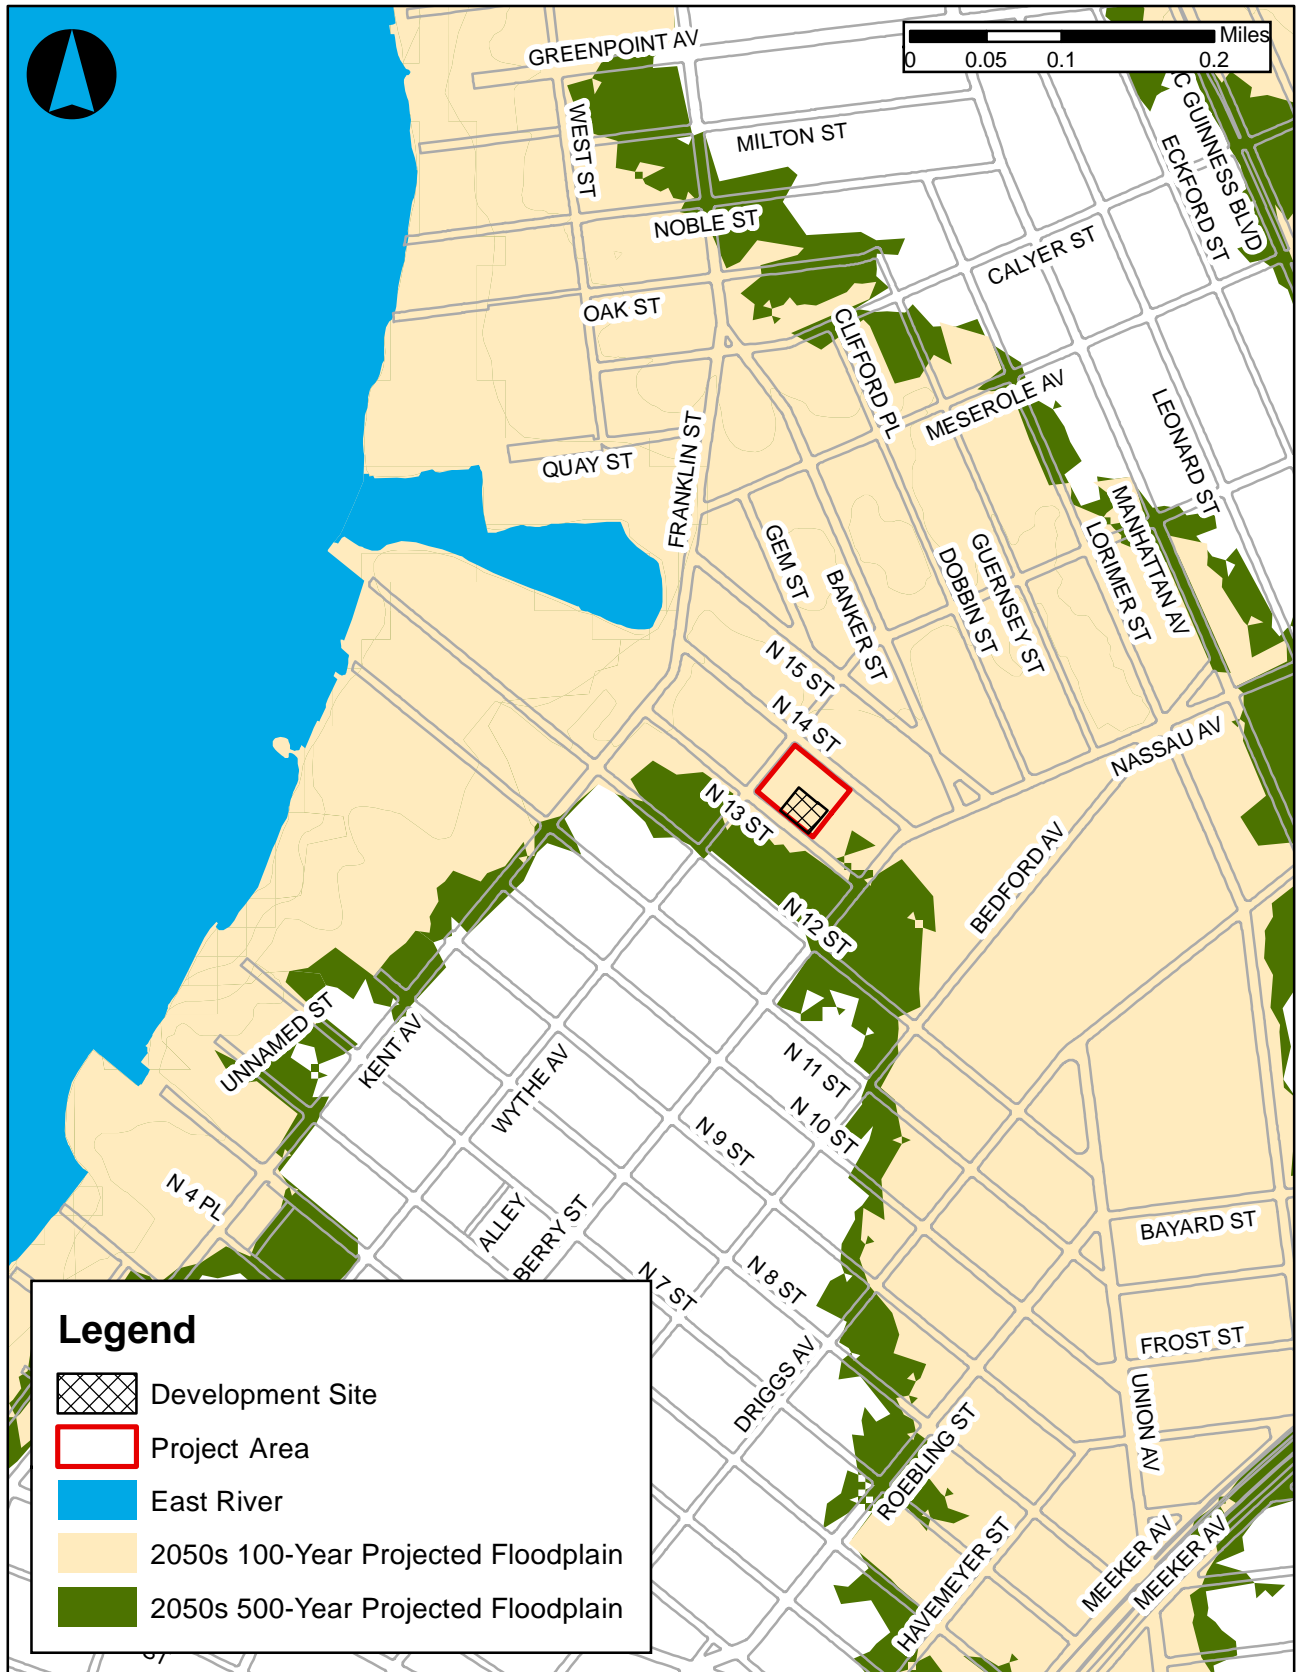 GREENPOINT AV
Miles
0 0.05 0.1 0.2
WEST ST
MILTON ST
C GUINNESS BLVD
ECKFORD ST
NOBLE ST
CALYER ST
OAK ST
CLIFFORD PL
MESEROLE AV
LEONARD ST
FRANKLIN ST
QUAY ST
MANHATTAN AV
LORIMER ST
GEM ST
BANKER ST
GUERNSEY ST
DOBBIN ST
N 15 ST
N 14 ST
NASSAU AV
N 13 ST
BEDFORD AV
N 12 ST
UNNAMED ST
KENT AV
WYTHE AV
N 11 ST
N 10 ST
N 9 ST
N 4 PL
ALLEY
BERRY ST
BAYARD ST
N 8 ST
N 7 ST
FROST ST
DRIGGS AV
UNION AV
ROEBLING ST
HAVEMEYER ST
MEEKER AV
MEEKER AV
Legend
Development Site
Project Area
East River
2050s 100-Year Projected Floodplain
2050s 500-Year Projected Floodplain